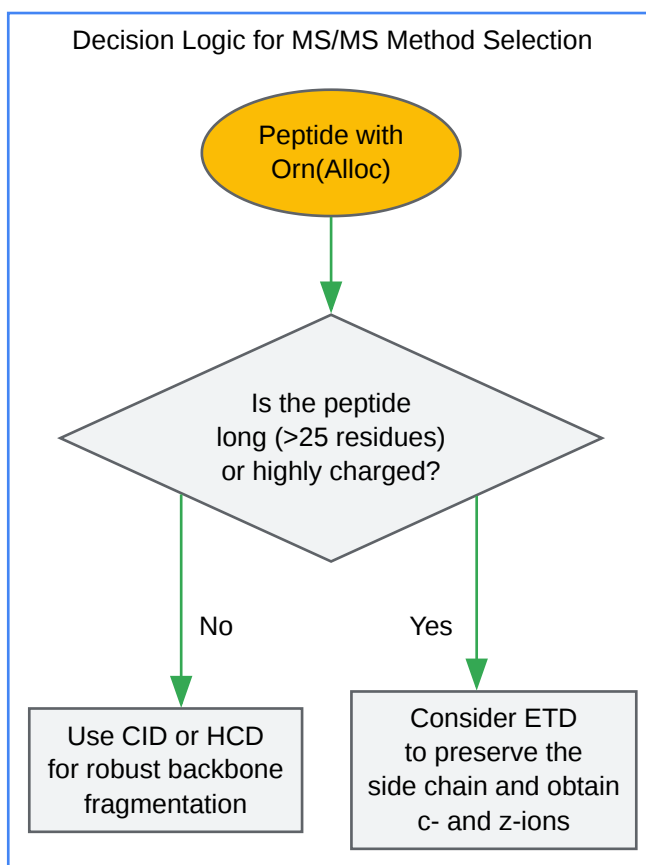 Decision Logic for MS/MS Method Selection
Peptide with
Orn(Alloc)
Is the peptide
long (>25 residues)
or highly charged?
No
Yes
Use CID or HCD
for robust backbone
fragmentation
Consider ETD
to preserve the
side chain and obtain
c- and z-ions